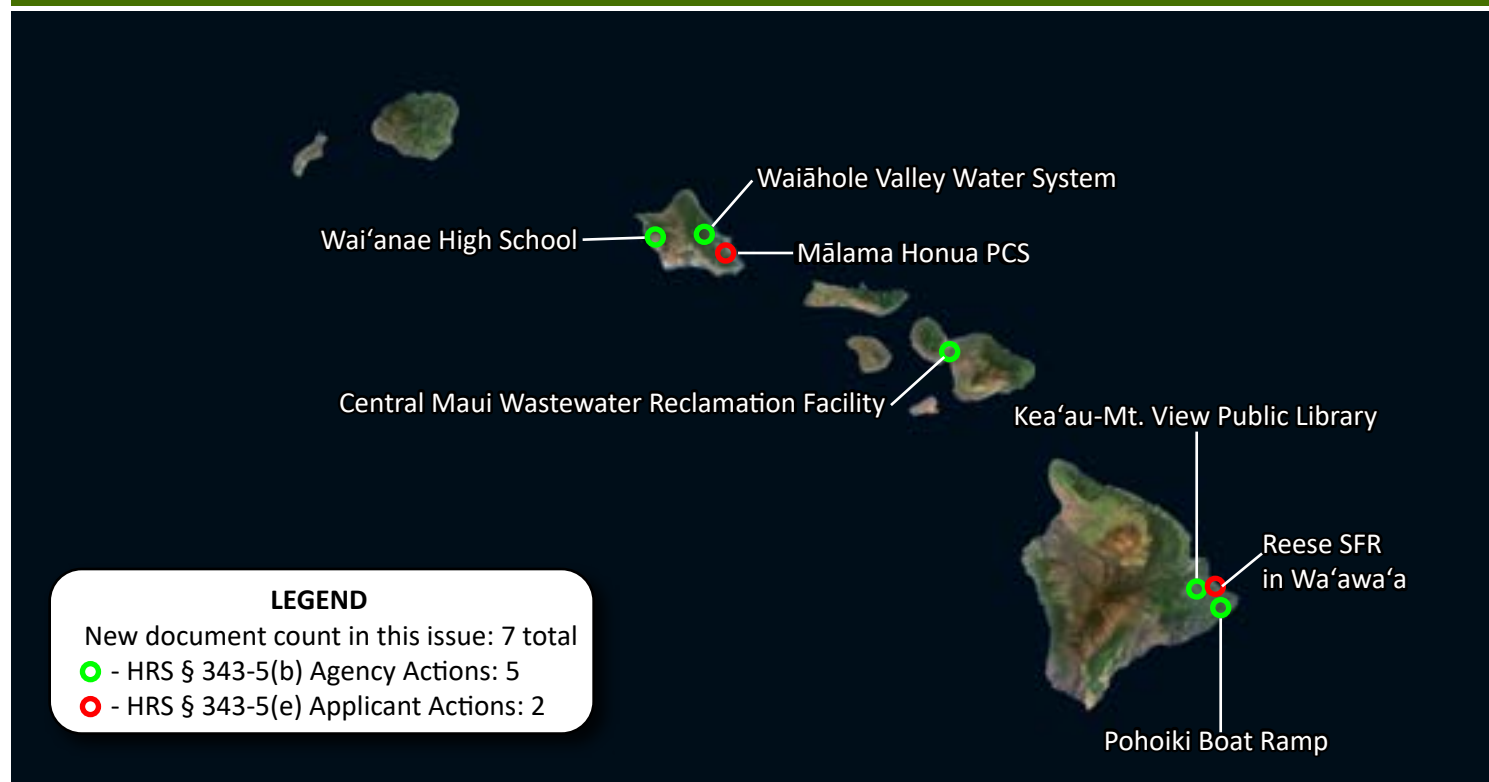 Waiāhole Valley Water System
Wai‘anae High School
Mālama Honua PCS
Central Maui Wastewater Reclamation Facility
Kea‘au-Mt. View Public Library
Reese SFR
in Wa‘awa‘a
LEGEND
New document count in this issue: 7 total
- HRS § 343-5(b) Agency Actions: 5
- HRS § 343-5(e) Applicant Actions: 2
Pohoiki Boat Ramp